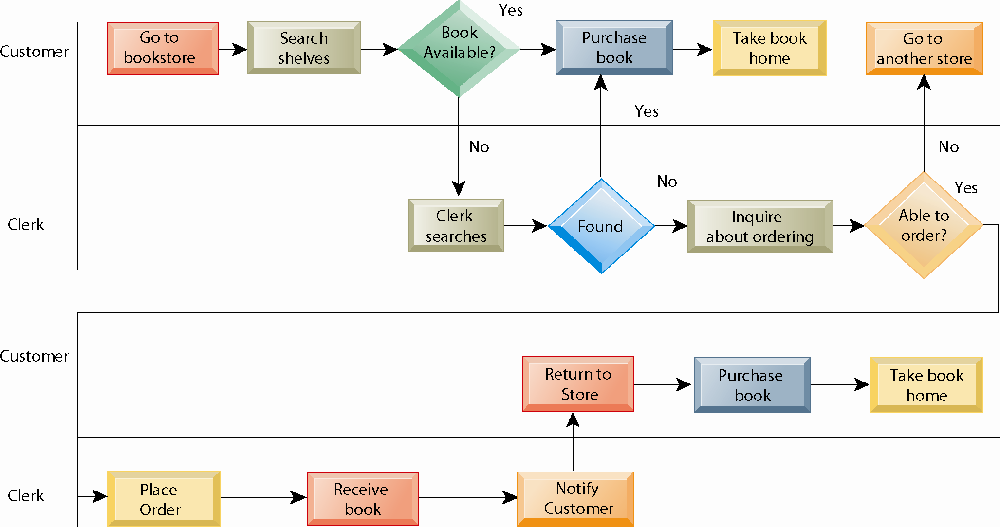 Customer
Go to
bookstore
Search
shelves
Book
Available?
Yes
Purchase
book
Take book
home
Go to
another store
Yes
No
No
Clerk
Clerk
searches
Found
No
Inquire
about ordering
Able to
order?
Yes
Customer
Return to
Store
Purchase
book
Take book
home
Clerk
Place
Order
Receive
book
Notify
Customer